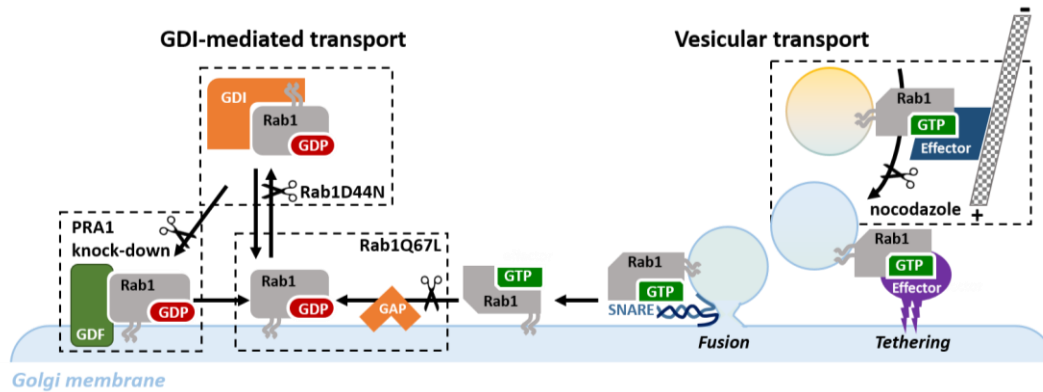 GDI-mediated transport
Vesicular transport
GDI
Rab1
GDP
Rab1D44N
PRA1
knock-down
Rab1
GDP
GDF
Rab1Q67L
Rab1
GDP
GAP
GTP
Rab1
Rab1
GTP
SNARE
Fusion
-
Rab1
GTP
Effector
nocodazole
+
Rab1
GTP
Effector
Tethering
Golgi membrane